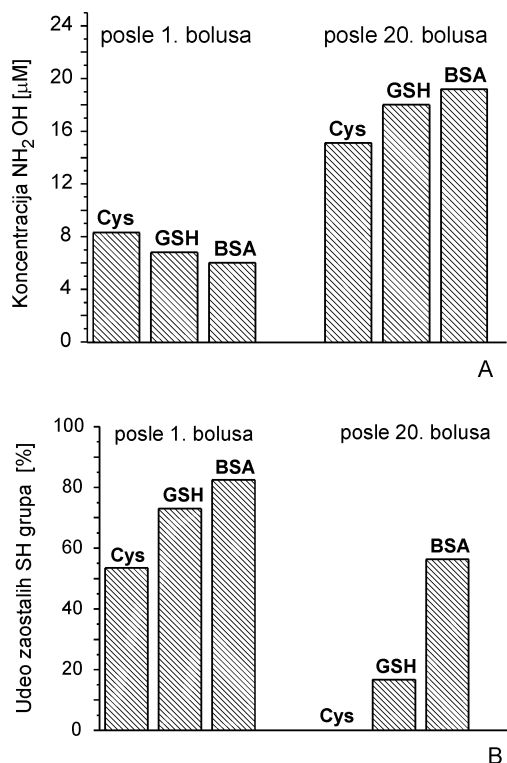 Koncentracija NH2OH [μM]
24
20
16
12
8
4
0
posle 1. bolusa
posle 20. bolusa
Cys
GSH
BSA
Cys
GSH
BSA
A
Udeo zaostalih SH grupa [%]
100
80
60
40
20
0
posle 1. bolusa
posle 20. bolusa
Cys
GSH
BSA
Cys
GSH
BSA
B